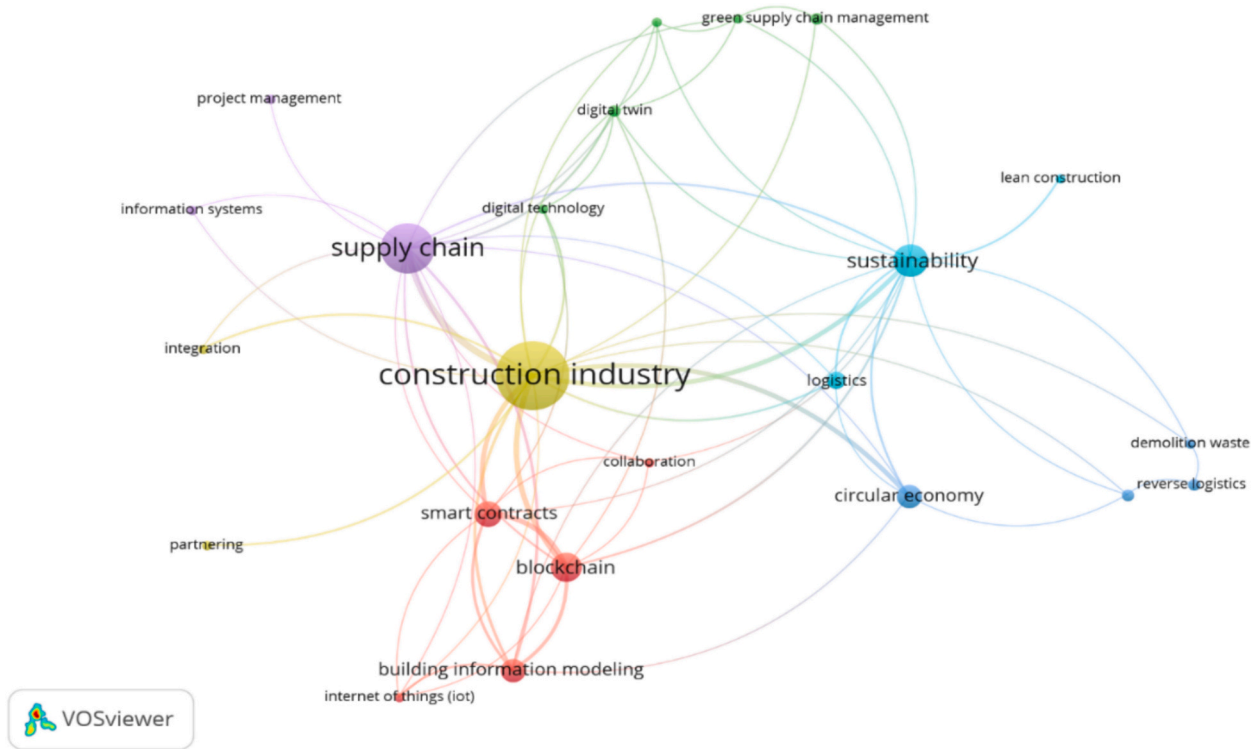 green supply chain management
project management
digital twin
lean construction
information systems
digital technology
supply chain
sustainability
integration
construction industry
logistics
demolition waste
collaboration
reverse logistics
circular economy
smart contracts
partnering
blockchain
building information modeling
internet of things (iot)
VOSviewer